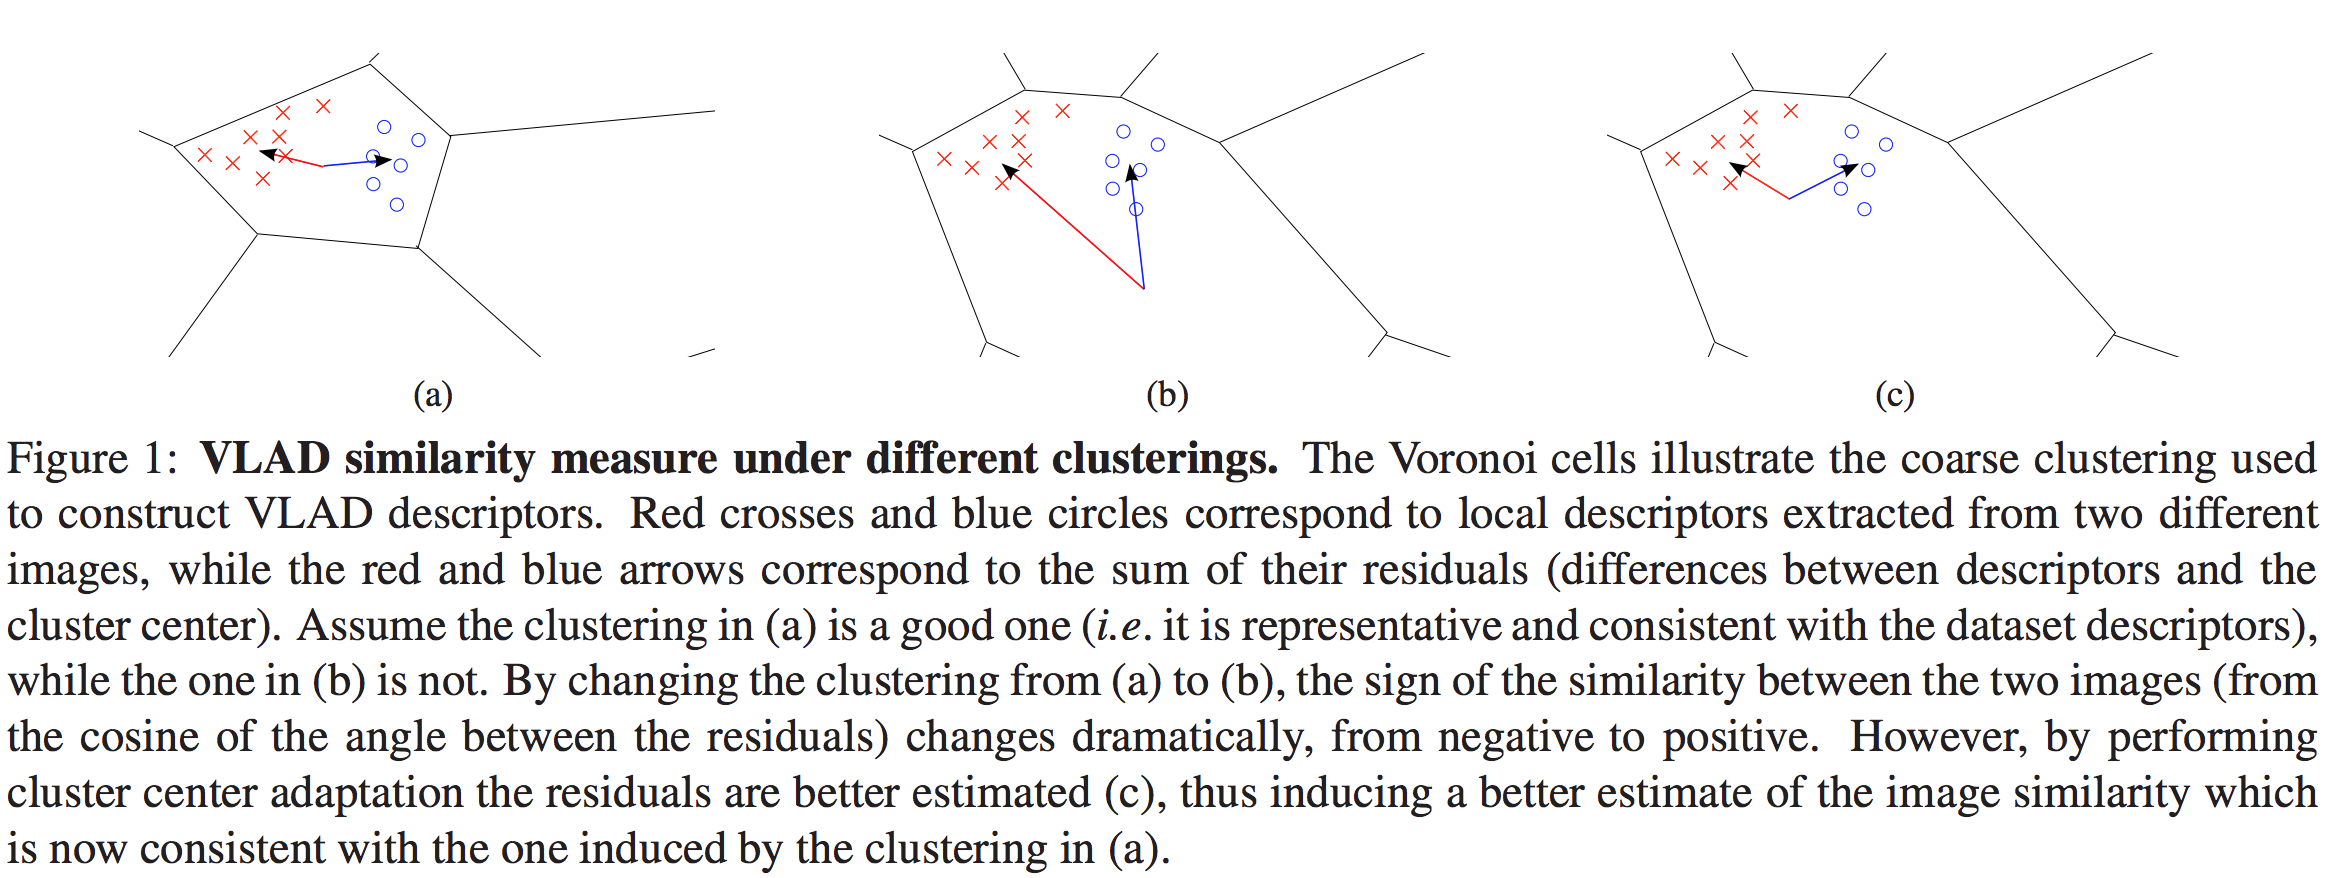 (a) (b) (c)
Figure 1: VLAD similarity measure under different clusterings. The Voronoi cells illustrate the coarse clustering used
to construct VLAD descriptors. Red crosses and blue circles correspond to local descriptors extracted from two different
images, while the red and blue arrows correspond to the sum of their residuals (differences between descriptors and the
cluster center). Assume the clustering in (a) is a good one (i.e. it is representative and consistent with the dataset descriptors),
while the one in (b) is not. By changing the clustering from (a) to (b), the sign of the similarity between the two images (from
the cosine of the angle between the residuals) changes dramatically, from negative to positive. However, by performing
cluster center adaptation the residuals are better estimated (c), thus inducing a better estimate of the image similarity which
is now consistent with the one induced by the clustering in (a).